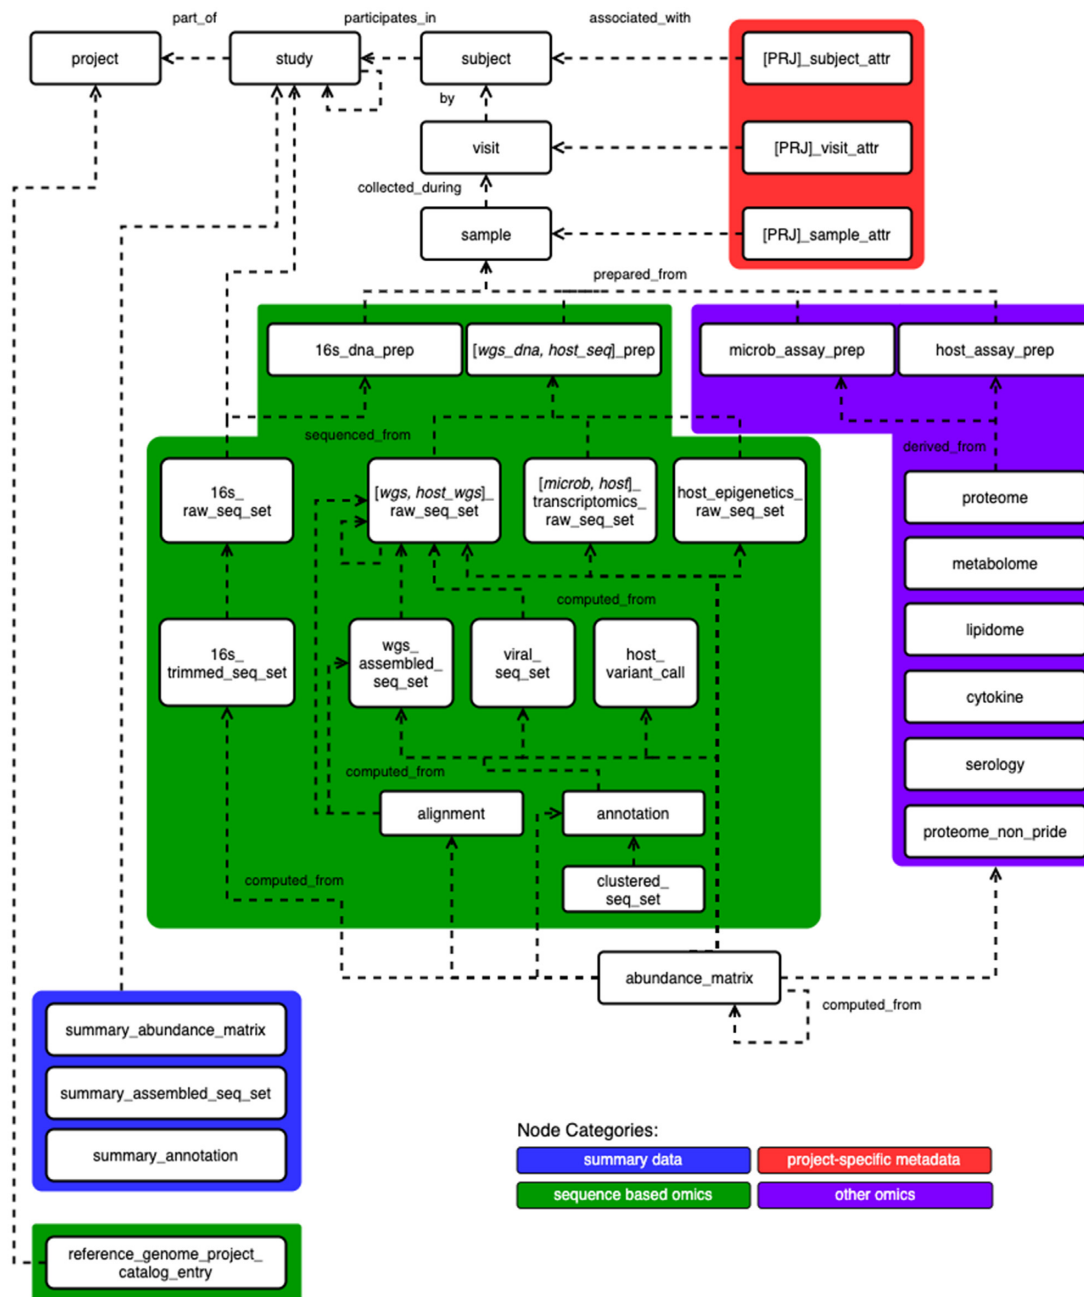 part_of
participates_in
associated_with
project
study
subject
[PRJ]_subject_attr
by
visit
[PRJ]_visit_attr
collected_during
sample
[PRJ]_sample_attr
prepared_from
16s_dna_prep
[wgs_dna, host_seq]_prep
microb_assay_prep
host_assay_prep
sequenced_from
derived_from
16s_
raw_seq_set
[wgs, host_wgs]_
raw_seq_set
[microb, host]_
transcriptomics_
raw_seq_set
host_epigenetics_
raw_seq_set
proteome
metabolome
computed_from
16s_
trimmed_seq_set
wgs_
assembled_
seq_set
viral_
seq_set
host_
variant_call
lipidome
cytokine
serology
computed_from
alignment
annotation
proteome_non_pride
computed_from
clustered_
seq_set
abundance_matrix
computed_from
summary_abundance_matrix
summary_assembled_seq_set
summary_annotation
Node Categories:
summary data
project-specific metadata
sequence based omics
other omics
reference_genome_project_
catalog_entry